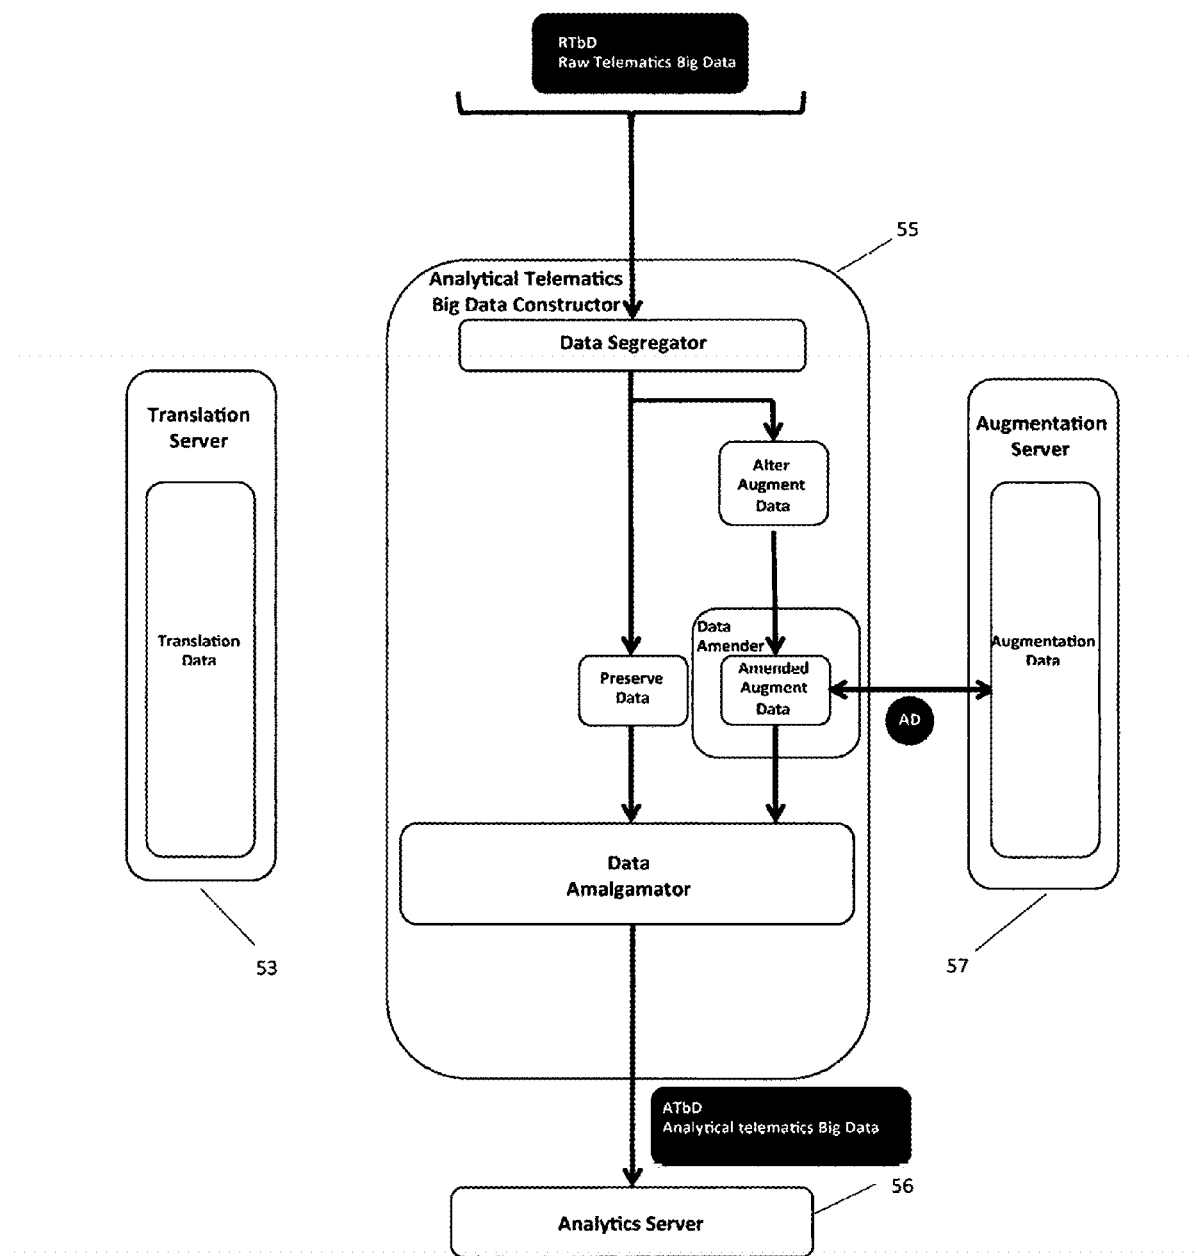 RTbD
Raw Telematics Big Data
55
Analytical Telematics
Big Data Constructor
Data Segregator
Translation
Server
Augmentation
Server
Alter
Augment
Data
Translation
Data
Data
Amender
Augmentation
Data
Preserve
Data
Amended
Augment
Data
AD
Data
Amalgamator
53
57
ATbD
Analytical telematics Big Data
56
Analytics Server